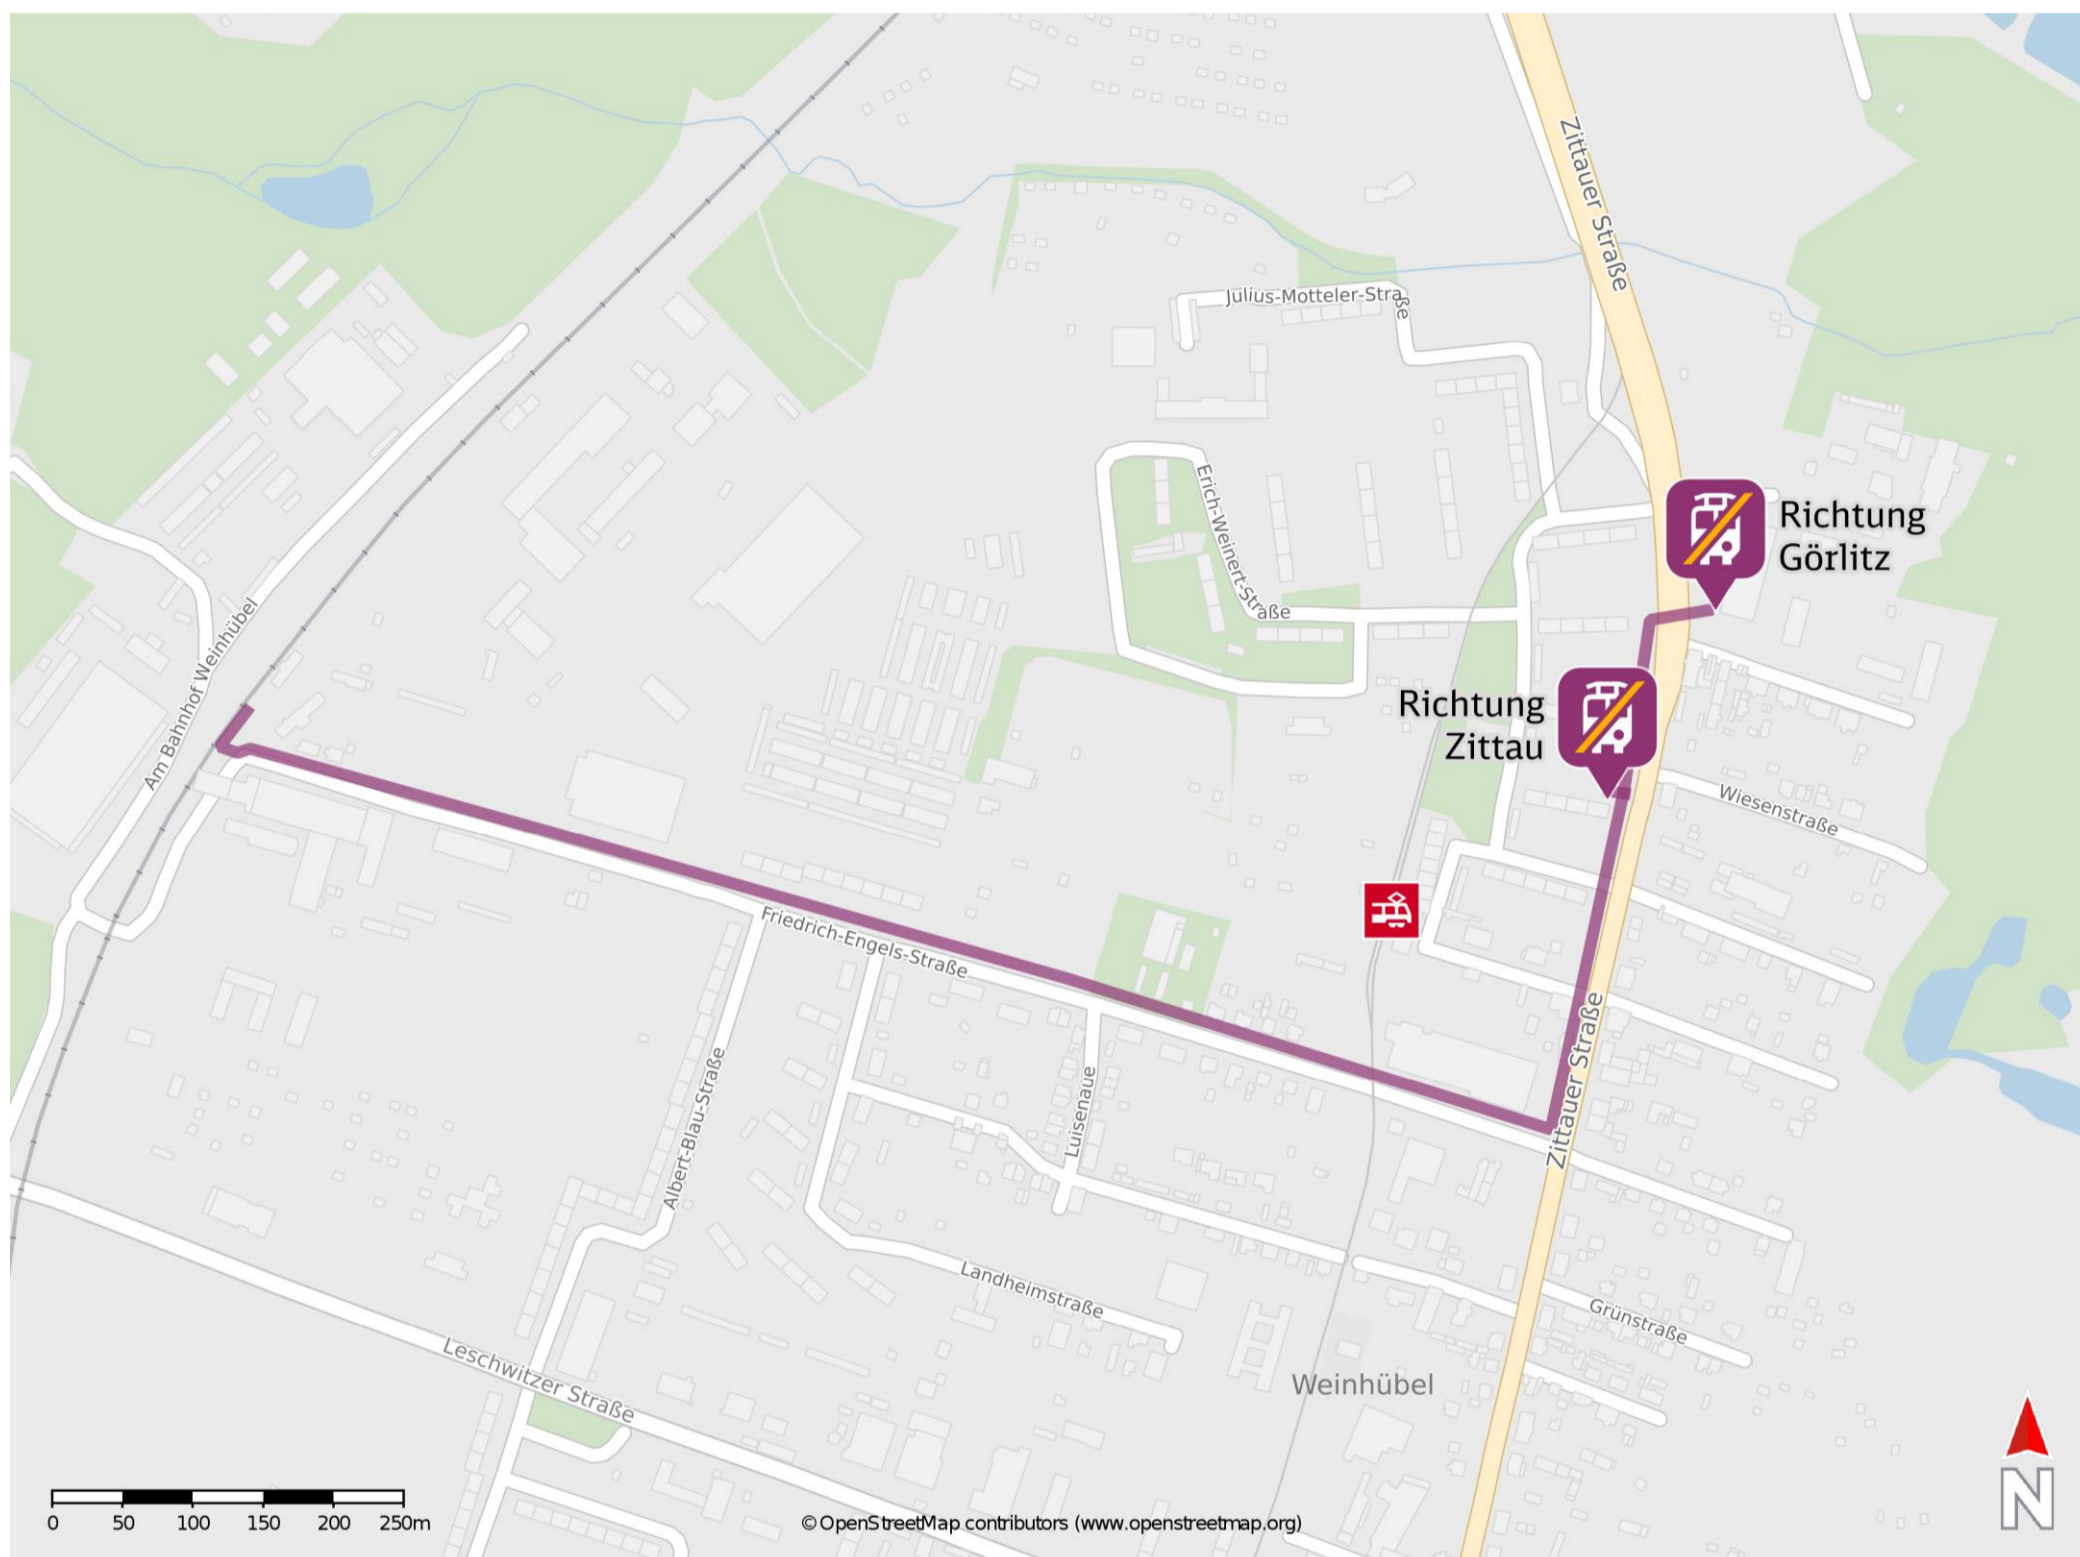 Zittauer Straße
Julius-Motteler-Straße
Erich-Weinert-Straße
Richtung
Görlitz
Am Bahnhof Weinhübel
Richtung
Zittau
Wiesenstraße
Friedrich-Engels-Straße
Zittauer Straße
Luisenaue
Albert-Blau-Straße
Landheimstraße
Grünstraße
Leschwitzer Straße
Weinhübel
N
0 50 100 150 200 250m
© OpenStreetMap contributors (www.openstreetmap.org)